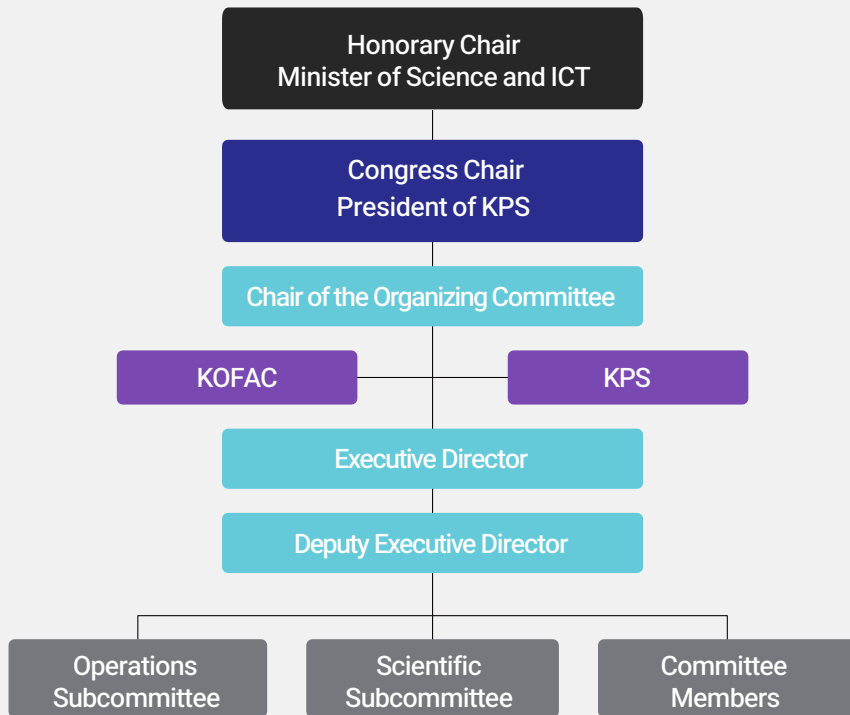 Honorary Chair
Minister of Science and ICT
Congress Chair
President of KPS
Chair of the Organizing Committee
KOFAC
KPS
Executive Director
Deputy Executive Director
Operations
Subcommittee
Scientific
Subcommittee
Committee
Members